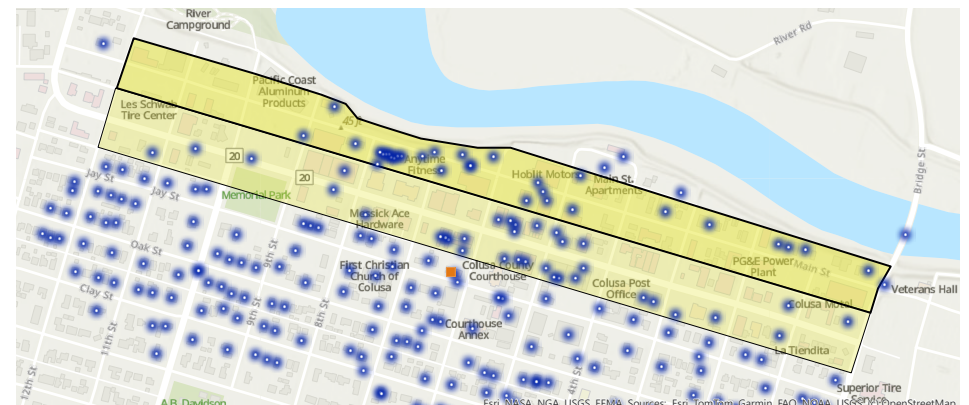 River
Campground
River Rd
Pacific Coast
Aluminum
Products
Les Schwab
Tire Center
45 ft
20
Anytime
Fitness
Bridge St
20
Jay St
Jay St
Memorial Park
Hoblit Motors
Main St.
Apartments
Messick Ace
Hardware
Oak St
9th St
First Christian
Church of
Colusa
Colusa County
Courthouse
PG&E Power
Plant
Main St
Clay St
Colusa Post
Office
Veterans Hall
Colusa Motel
9th St
8th St
11th St
Courthouse
Annex
La Tiendita
12th St
4th St
Superior Tire
Service
A.B. Davidson
Esri, NASA, NGA, USGS, FEMA, Sources: Esri, TomTom, Garmin, FAO, NOAA, USGS, (c) OpenStreetMap